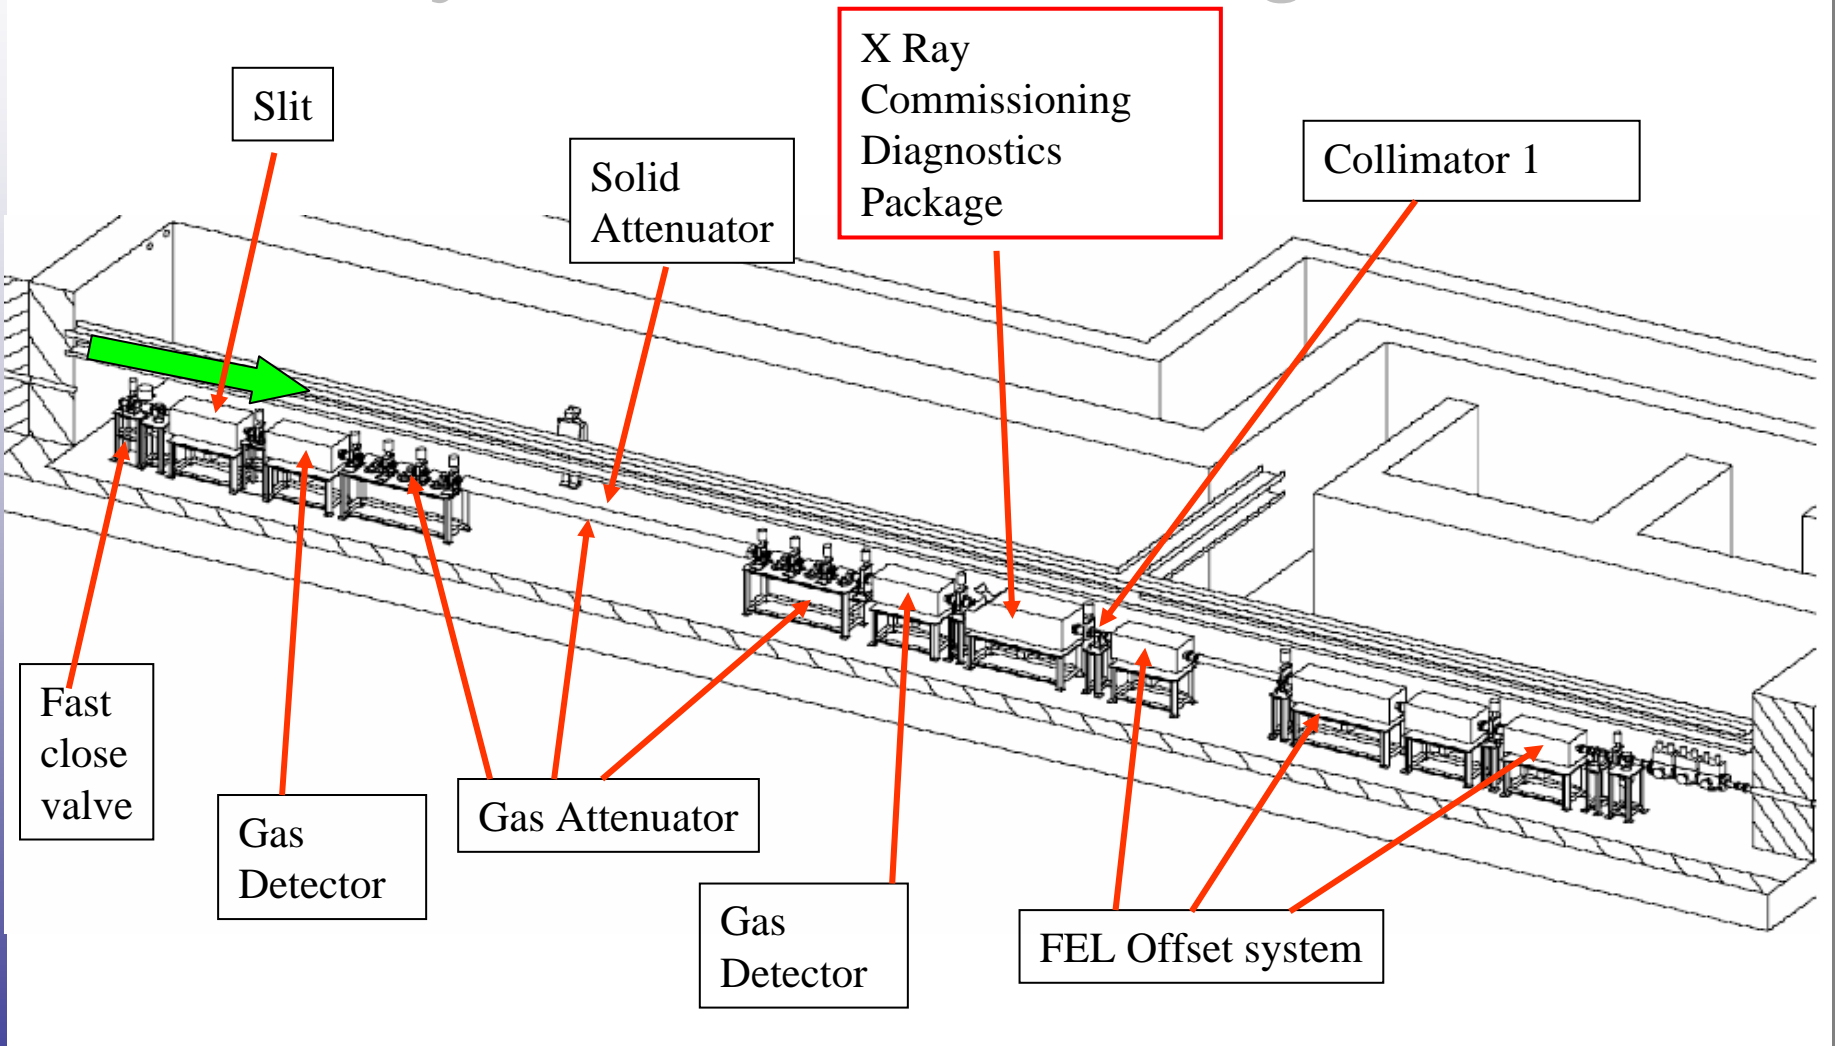 X Ray
Commissioning
Diagnostics
Package
Slit
Solid
Attenuator
Collimator 1
Fast
close
valve
Gas
Detector
Gas Attenuator
Gas
Detector
FEL Offset system